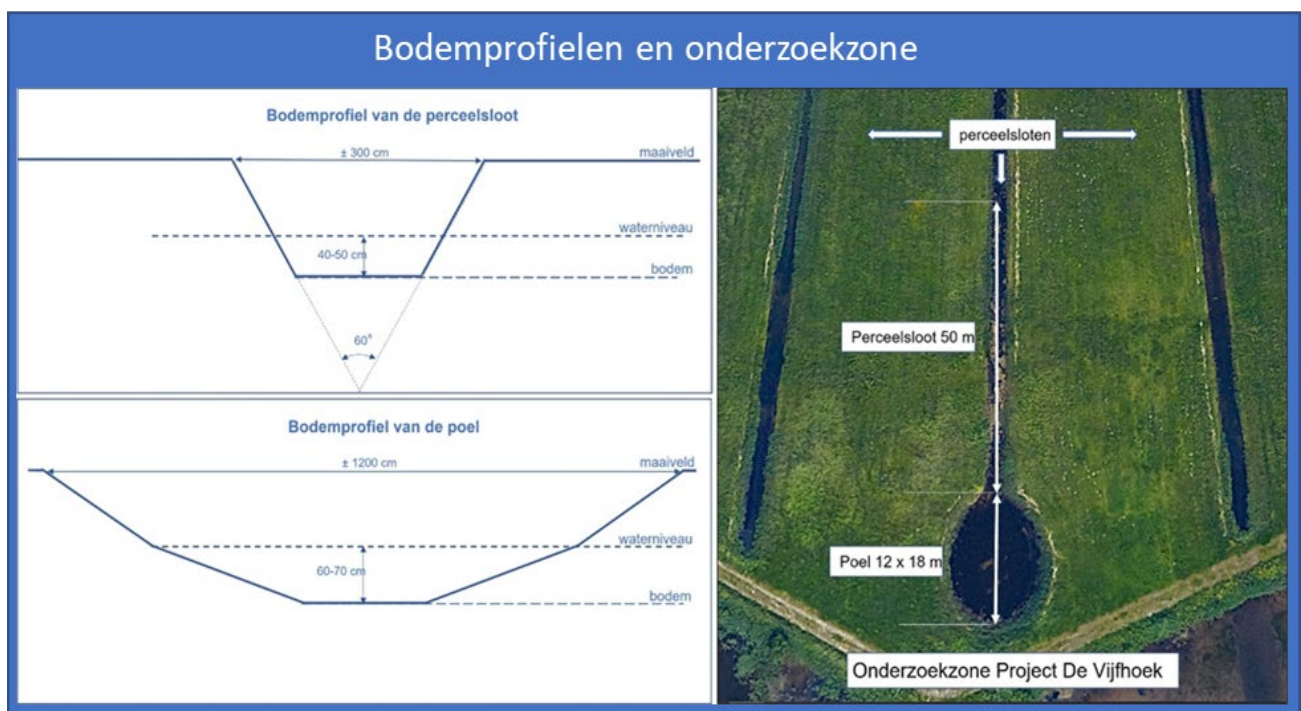 Bodemprofielen en onderzoekzone
Bodemprofiel van de perceelsloot
± 300 cm
maaiveld
waterniveau
40-50 cm
bodem
60°
Bodemprofiel van de poel
± 1200 cm
maaiveld
waterniveau
60-70 cm
bodem
perceelsloten
Perceelsloot 50 m
Poel 12 x 18 m
Onderzoekzone Project De Vijfhoek